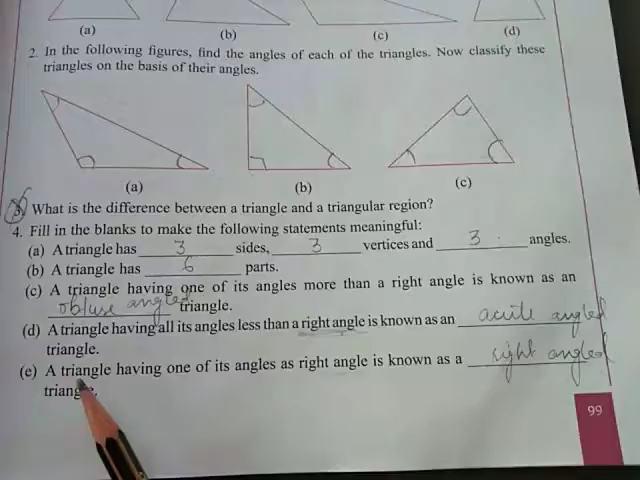 (a) (b) (c) (d)
2. In the following figures, find the angles of each of the triangles. Now classify these
triangles on the basis of their angles.
(a) (b) (c)
3. What is the difference between a triangle and a triangular region?
4. Fill in the blanks to make the following statements meaningful:
(a) A triangle has 3 sides, 3 vertices and 3 angles.
(b) A triangle has 6 parts.
(c) A triangle having one of its angles more than a right angle is known as an
obtuse angled triangle.
(d) A triangle having all its angles less than a right angle is known as an acute angled
triangle.
(e) A triangle having one of its angles as right angle is known as a right angled
triangle.
99